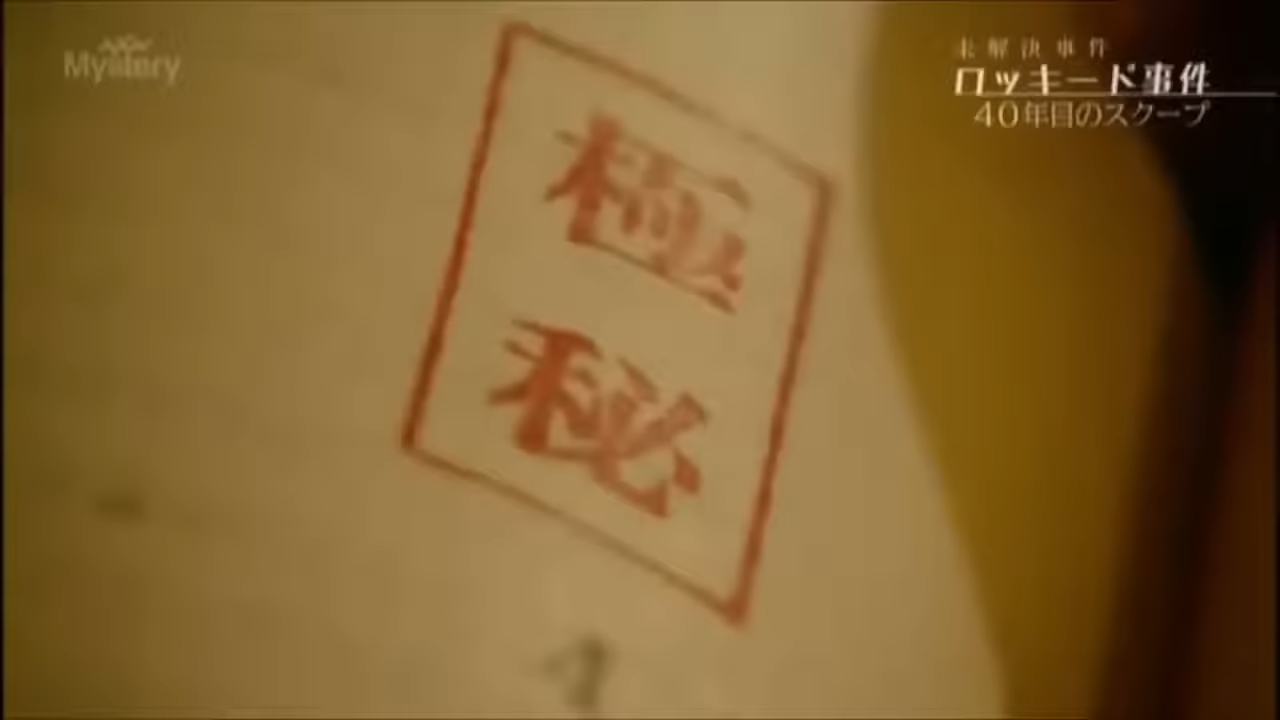 Mystery
未解決事件
ロッキード事件
40年目のスクープ
極
秘